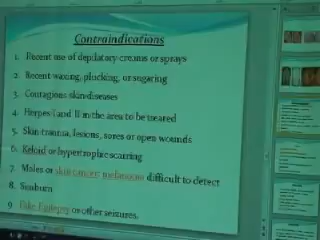 Contraindications
1. Recent use of depilatory creams or sprays
2. Recent waxing, plucking, or sugaring
3. Contagious skin diseases
4. Herpes I and II in the area to be treated
5. Skin trauma, lesions, sores or open wounds
6. Keloid or hypertrophic scarring
7. Moles or skin cancer melanoma difficult to detect
8. Sunburn
9. Fake Epilepsy or other seizures.